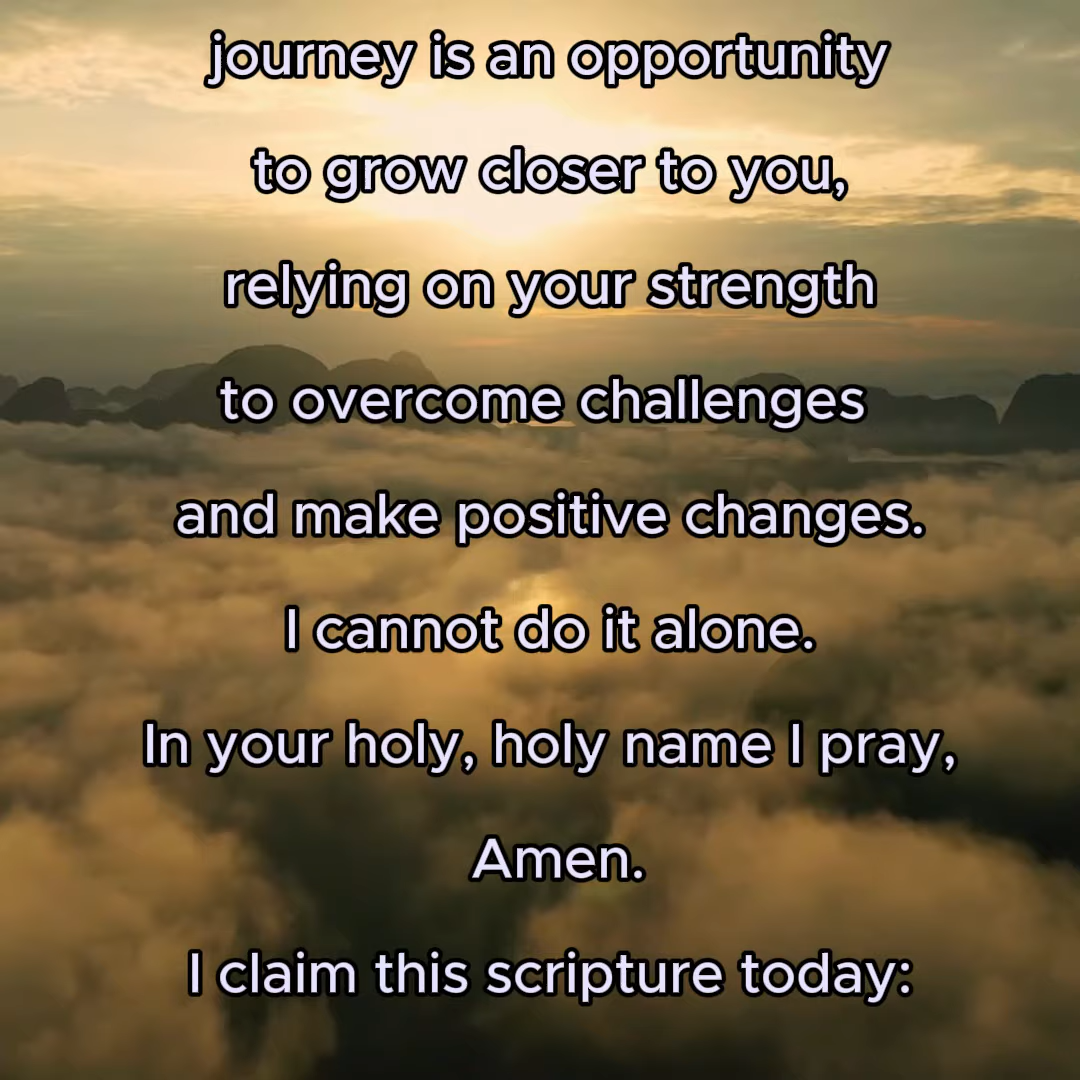 journey is an opportunity
to grow closer to you,
relying on your strength
to overcome challenges
and make positive changes.
I cannot do it alone.
In your holy, holy name I pray,
Amen.
I claim this scripture today: